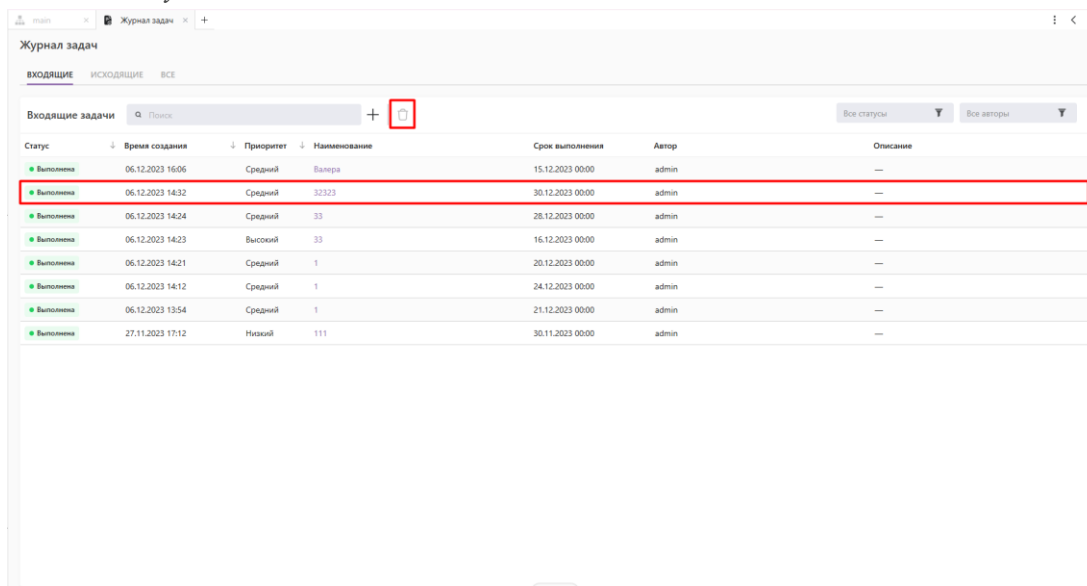 main × Журнал задач × +
Журнал задач
ВХОДЯЩИЕ ИСХОДЯЩИЕ ВСЕ
Входящие задачи Поиск + Все статусы Все авторы
Статус ↓ Время создания ↓ Приоритет ↓ Наименование Срок выполнения Автор Описание
Выполнена 06.12.2023 16:06 Средний Валера 15.12.2023 00:00 admin —
Выполнена 06.12.2023 14:32 Средний 32323 30.12.2023 00:00 admin —
Выполнена 06.12.2023 14:24 Средний 33 28.12.2023 00:00 admin —
Выполнена 06.12.2023 14:23 Высокий 33 16.12.2023 00:00 admin —
Выполнена 06.12.2023 14:21 Средний 1 20.12.2023 00:00 admin —
Выполнена 06.12.2023 14:12 Средний 1 24.12.2023 00:00 admin —
Выполнена 06.12.2023 13:54 Средний 1 21.12.2023 00:00 admin —
Выполнена 27.11.2023 17:12 Низкий 111 30.11.2023 00:00 admin —